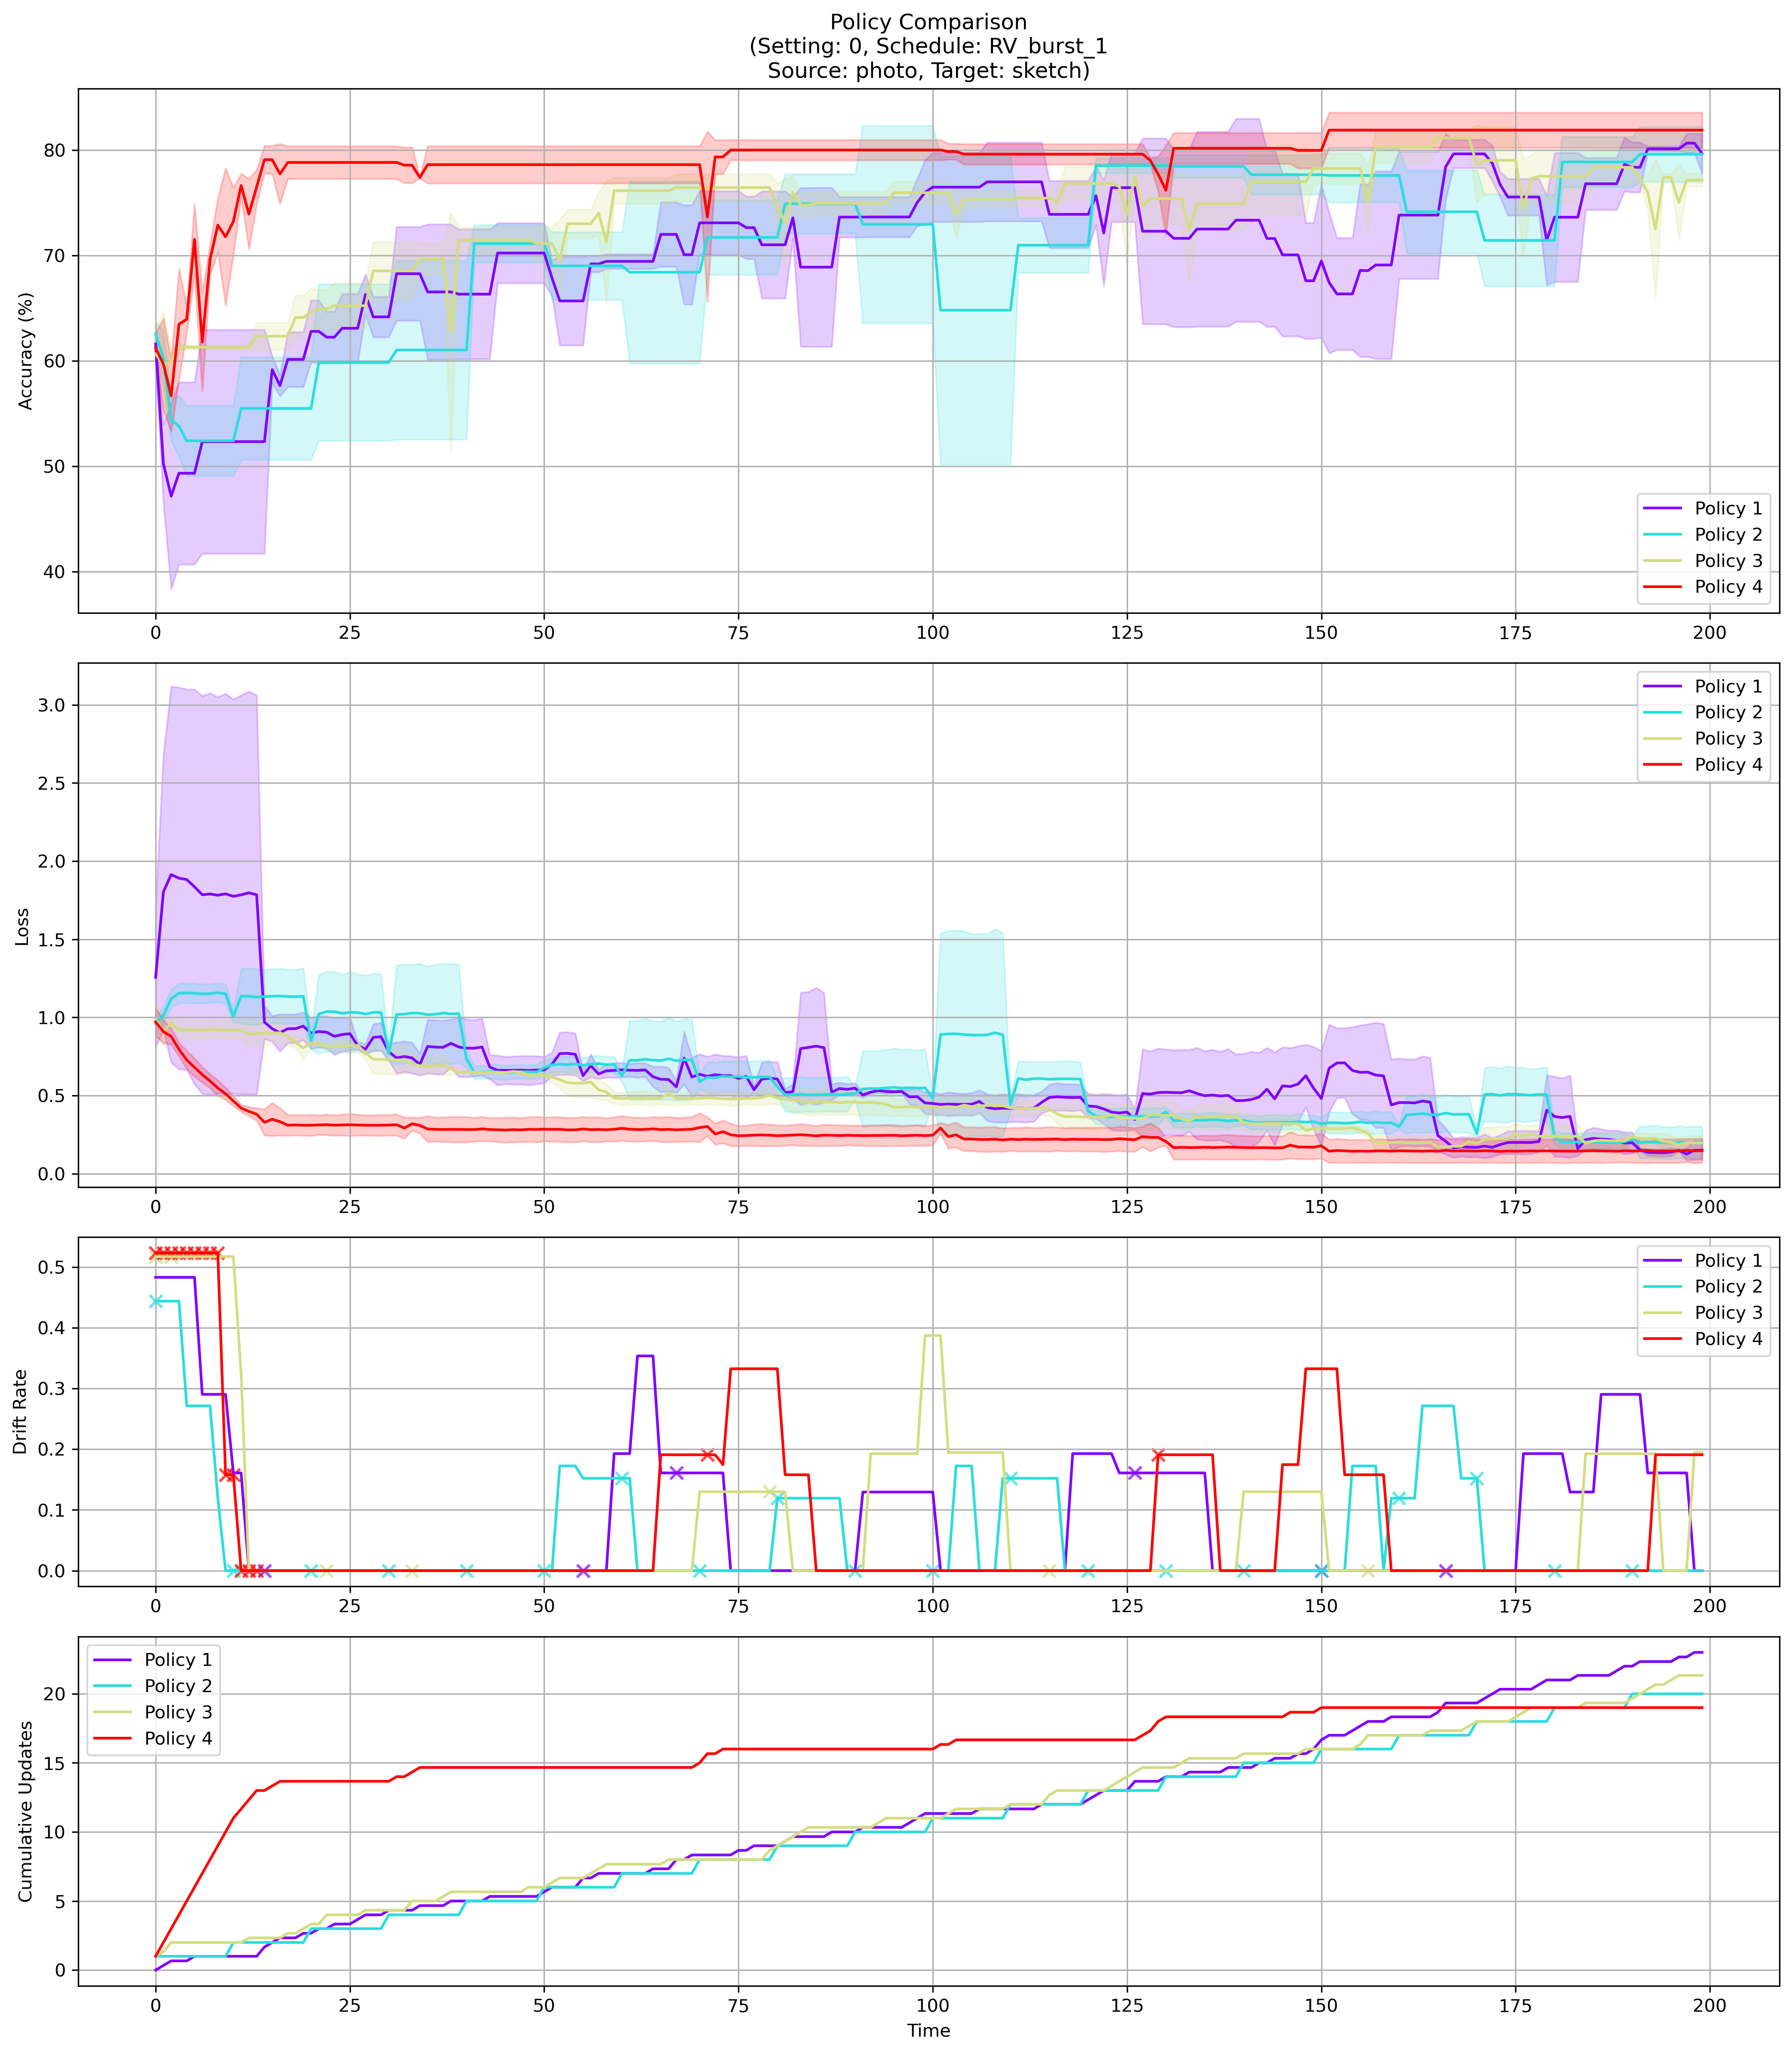 Policy Comparison
(Setting: 0, Schedule: RV_burst_1
Source: photo, Target: sketch)
Accuracy (%)
80
70
60
50
40
Policy 1
Policy 2
Policy 3
Policy 4
0 25 50 75 100 125 150 175 200
Loss
3.0
2.5
2.0
1.5
1.0
0.5
0.0
Policy 1
Policy 2
Policy 3
Policy 4
0 25 50 75 100 125 150 175 200
Drift Rate
0.5
0.4
0.3
0.2
0.1
0.0
Policy 1
Policy 2
Policy 3
Policy 4
0 25 50 75 100 125 150 175 200
Cumulative Updates
20
15
10
5
0
Policy 1
Policy 2
Policy 3
Policy 4
0 25 50 75 100 125 150 175 200
Time